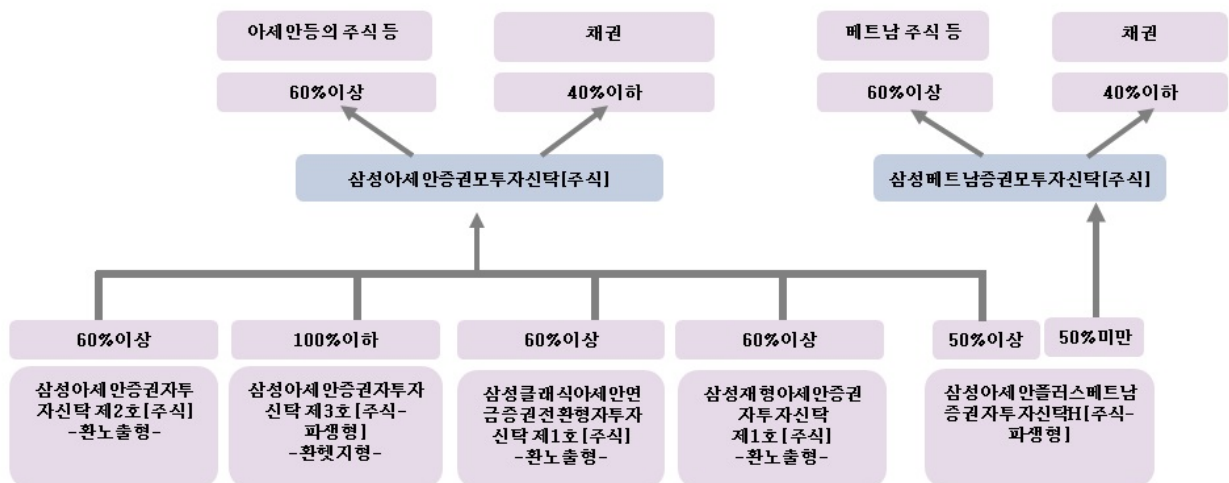 아세안등의 주식 등
채권
베트남 주식 등
채권
60%이상
40%이하
60%이상
40%이하
삼성아세안증권모투자신탁[주식]
삼성베트남증권모투자신탁[주식]
60%이상
100%이하
60%이상
60%이상
50%이상
50%미만
삼성아세안증권자투
자신탁 제2호[주식]
-환노출형-
삼성아세안증권자투자
신탁 제3호[주식-
파생형]
-환헷지형-
삼성클래식아세안연
금증권전환형자투자
신탁 제1호[주식]
-환노출형-
삼성재형아세안증권
자투자신탁
제1호[주식]
-환노출형-
삼성아세안플러스베트남
증권자투자신탁H[주식-
파생형]